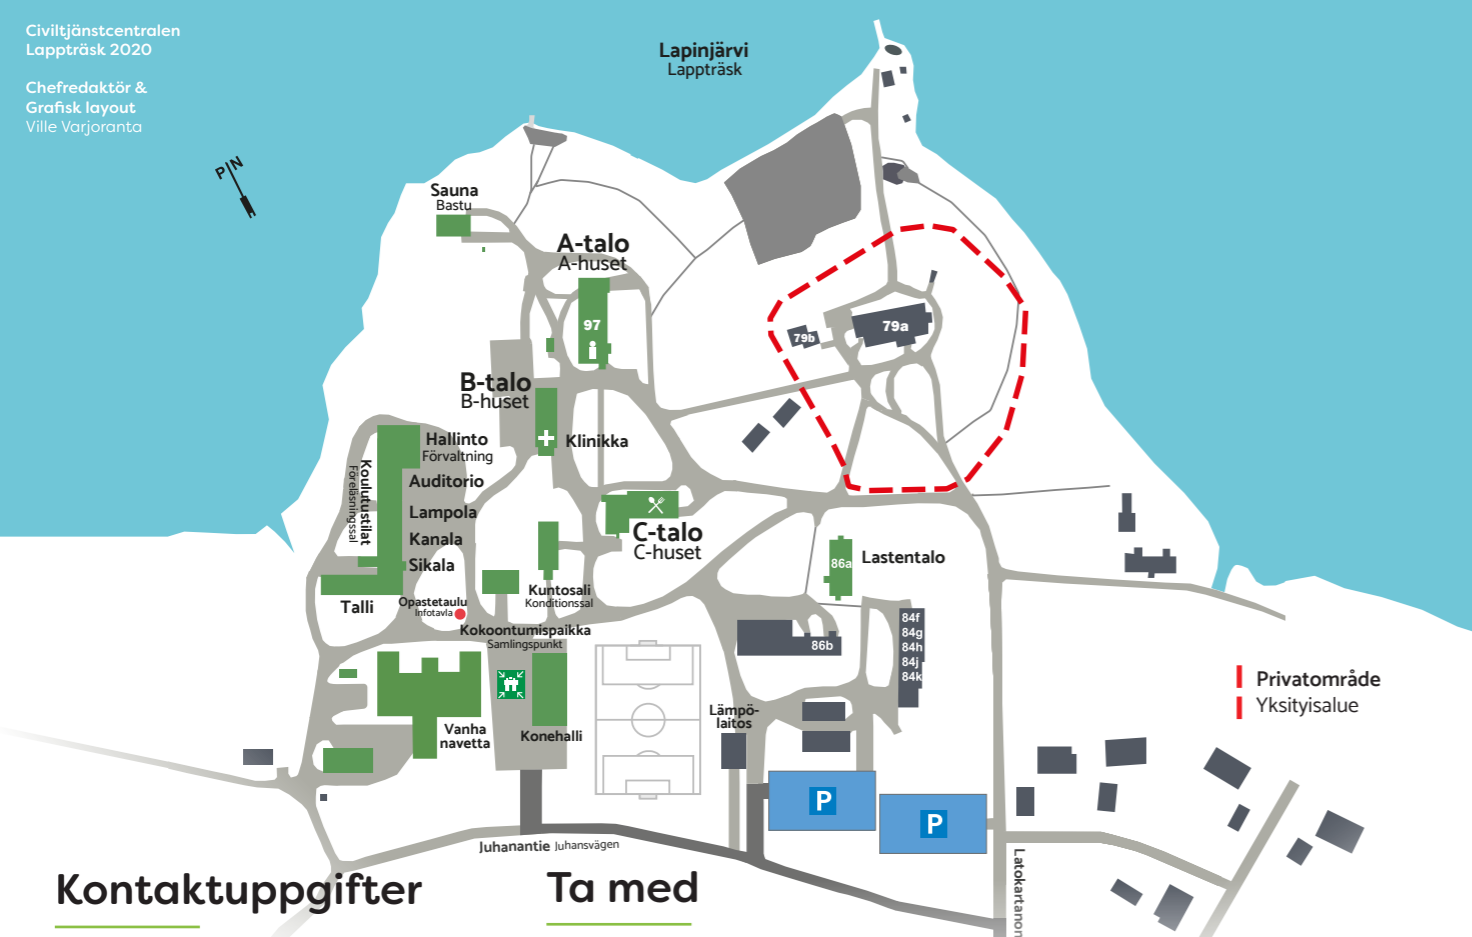 Civiltjänstcentralen
Lappträsk 2020
Chefredaktör &
Grafisk layout
Ville Varjoranta
P N
Lapinjärvi
Lappträsk
Sauna
Bastu
A-talo
A-huset
97
79b
79a
B-talo
B-huset
Klinikka
Hallinto
Förvaltning
Koulutustilat
Föreläsningssal
Auditorio
Lampola
Kanala
Sikala
Talli
Opastetaulu
Infotavla
C-talo
C-huset
Kuntosali
Konditionssal
Kokoontumispaikka
Samlingspunkt
86a
Lastentalo
84f
84g
84h
84j
84k
86b
Vanha
navetta
Konehalli
Lämpö-
laitos
P
P
Privatområde
Yksityisalue
Juhanantie Juhansvägen
Latokartanon
Kontaktuppgifter
Ta med